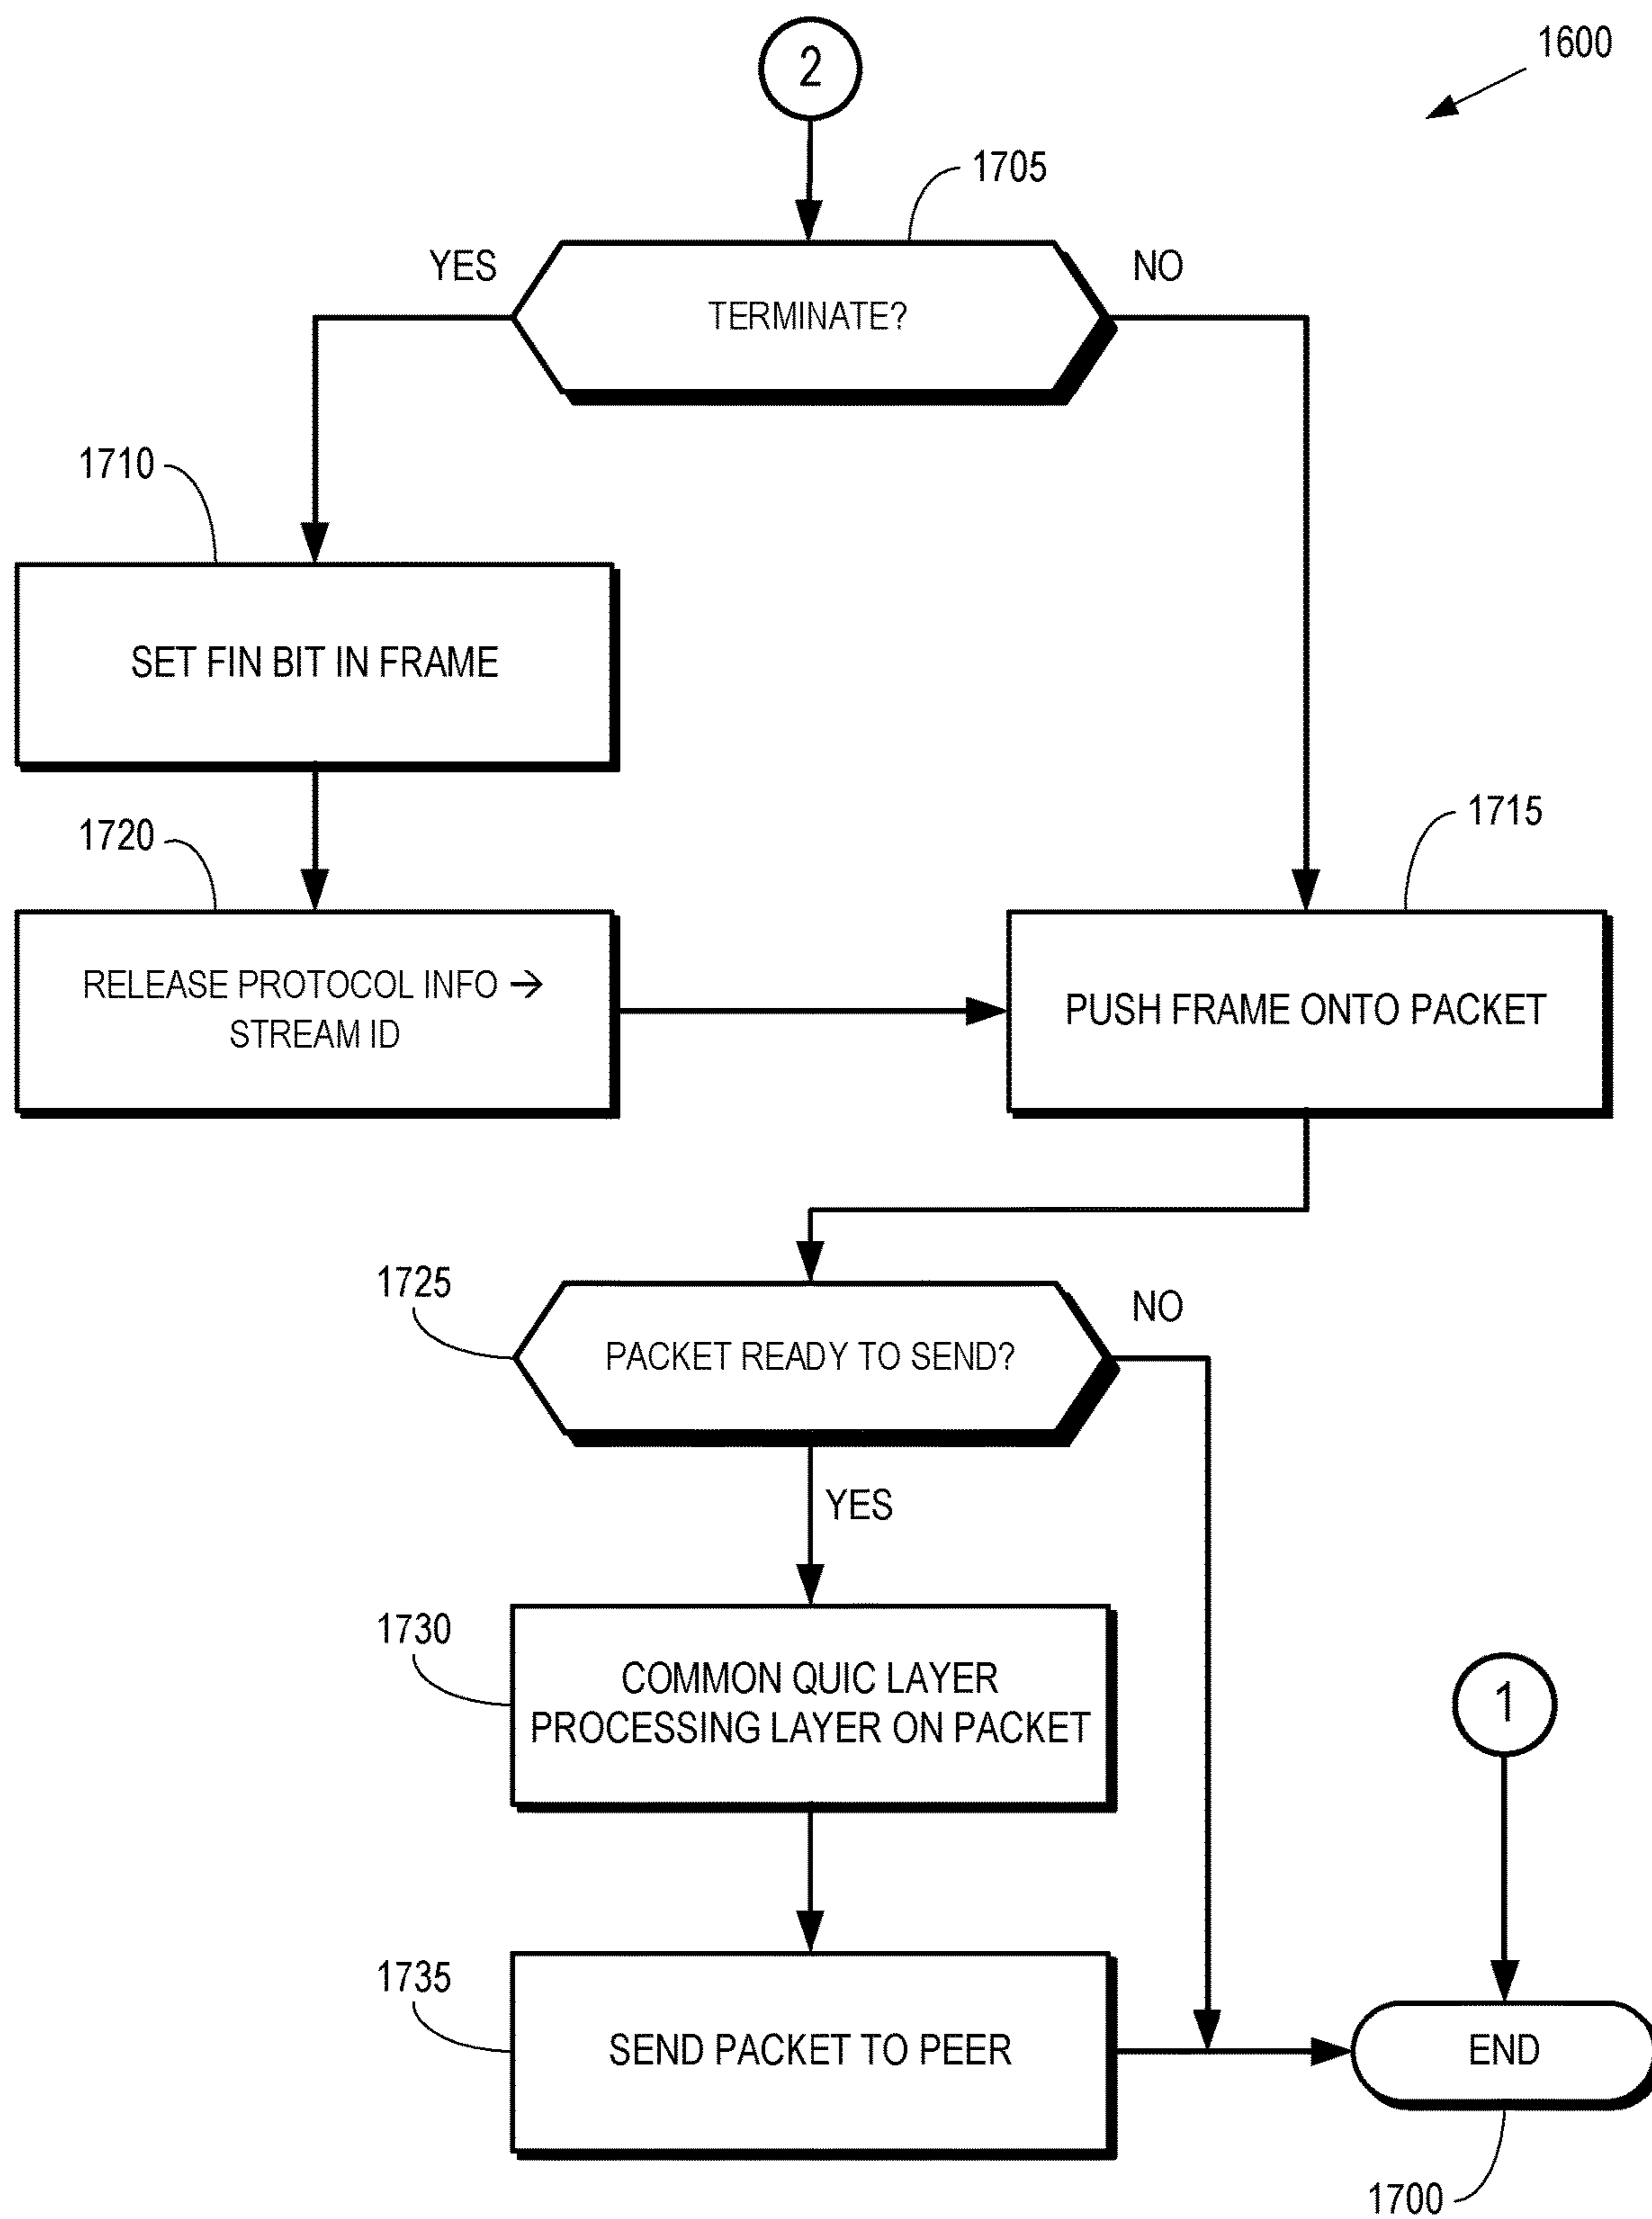 2
1600
1705
YES
NO
TERMINATE?
1710
SET FIN BIT IN FRAME
1720
1715
RELEASE PROTOCOL INFO →
STREAM ID
PUSH FRAME ONTO PACKET
1725
NO
PACKET READY TO SEND?
YES
1730
COMMON QUIC LAYER
PROCESSING LAYER ON PACKET
1
1735
SEND PACKET TO PEER
END
1700